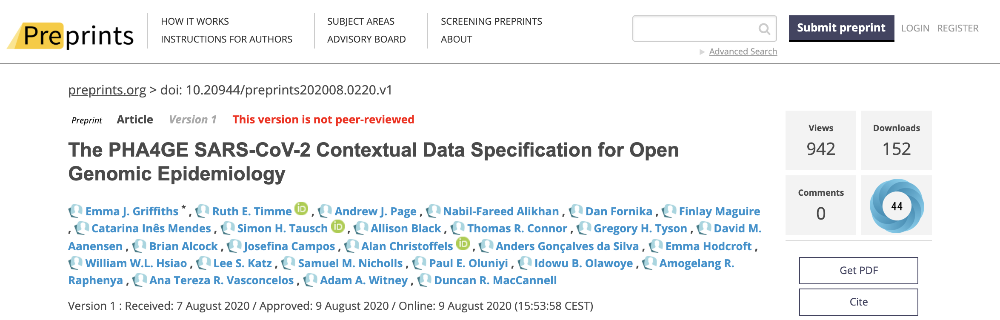 Preprints
HOW IT WORKS
INSTRUCTIONS FOR AUTHORS
SUBJECT AREAS
ADVISORY BOARD
SCREENING PREPRINTS
ABOUT
Submit preprint
LOGIN REGISTER
Advanced Search
preprints.org > doi: 10.20944/preprints202008.0220.v1
Preprint Article Version 1 This version is not peer-reviewed
The PHA4GE SARS-CoV-2 Contextual Data Specification for Open
Genomic Epidemiology
Emma J. Griffiths * , Ruth E. Timme iD , Andrew J. Page , Nabil-Fareed Alikhan , Dan Fornika , Finlay Maguire
, Catarina Inês Mendes , Simon H. Tausch iD , Allison Black , Thomas R. Connor , Gregory H. Tyson , David M.
Aanensen , Brian Alcock , Josefina Campos , Alan Christoffels iD , Anders Gonçalves da Silva , Emma Hodcroft ,
William W.L. Hsiao , Lee S. Katz , Samuel M. Nicholls , Paul E. Oluniyi , Idowu B. Olawoye , Amogelang R.
Raphenya , Ana Tereza R. Vasconcelos , Adam A. Witney , Duncan R. MacCannell
Version 1 : Received: 7 August 2020 / Approved: 9 August 2020 / Online: 9 August 2020 (15:53:58 CEST)
Views
942
Downloads
152
Comments
0
44
Get PDF
Cite